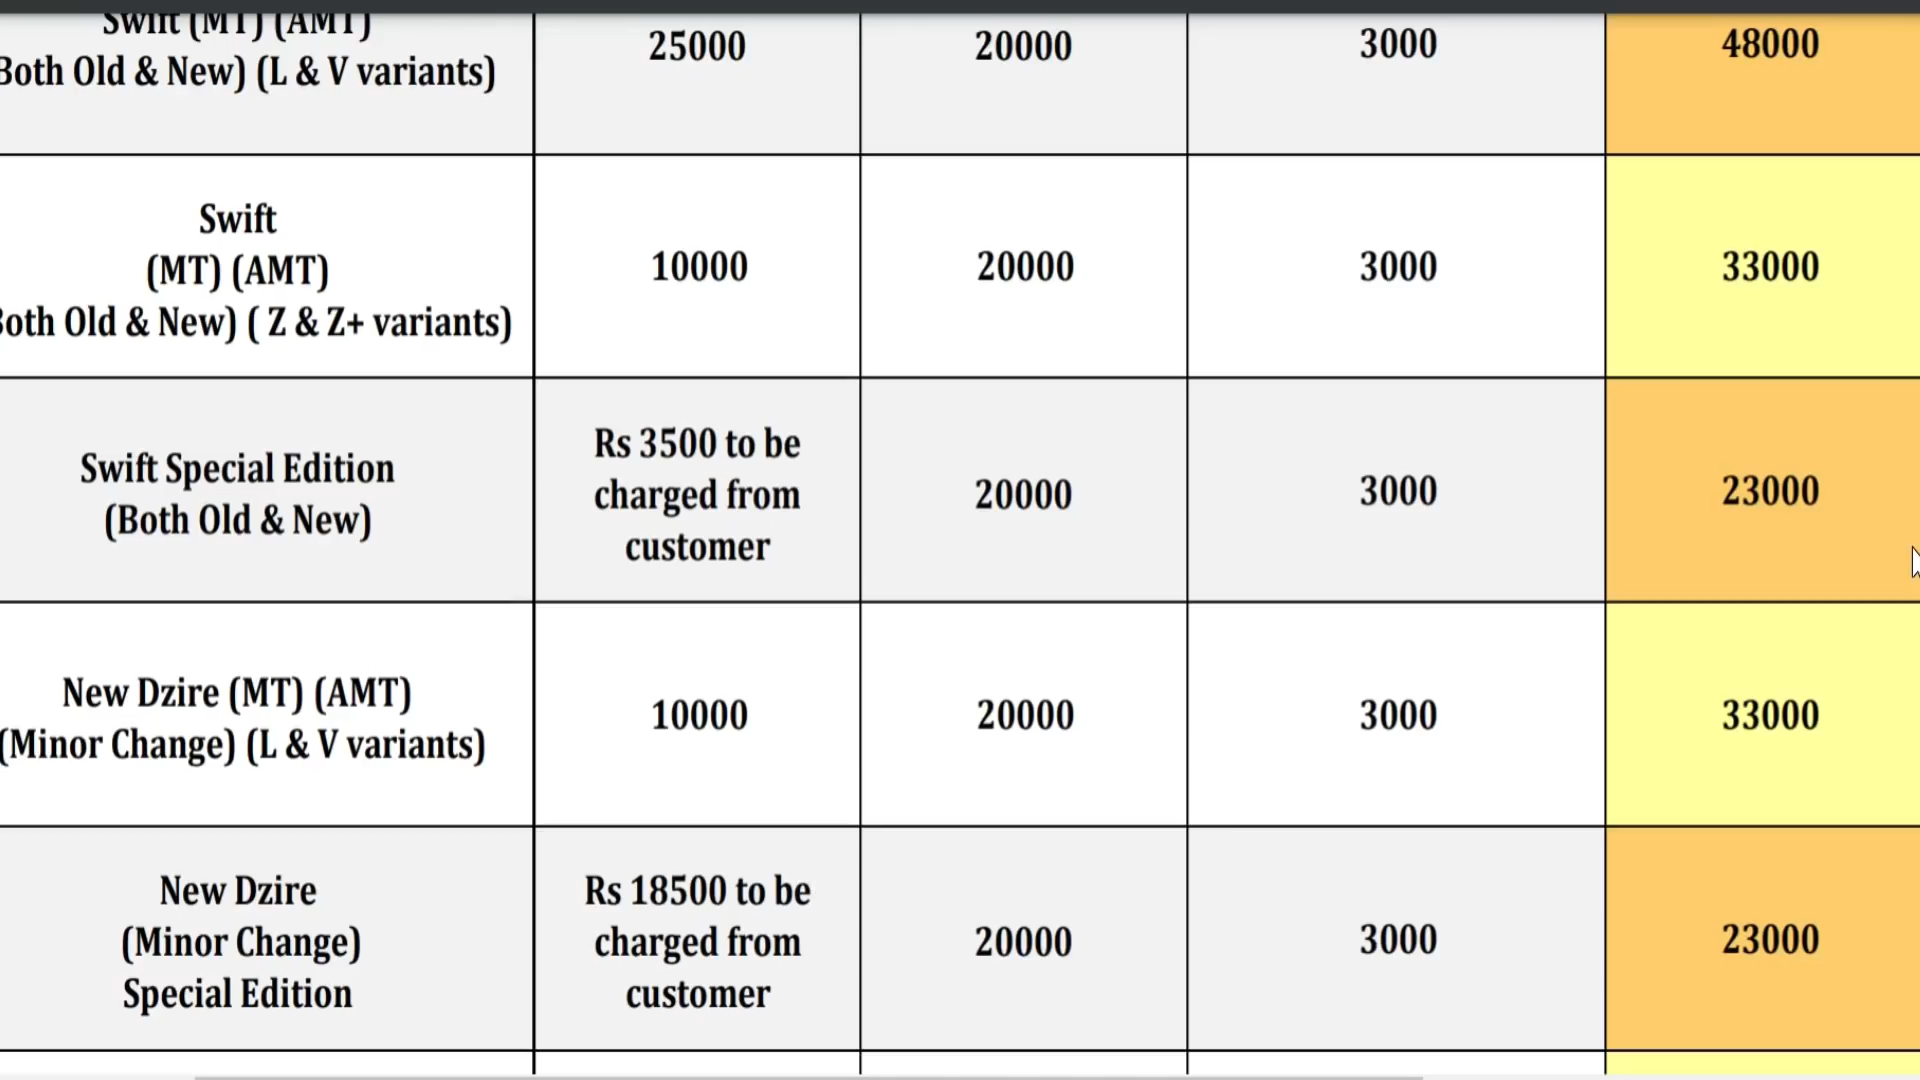 Swift (MT) (AMT)
Both Old & New) (L & V variants)
25000
20000
3000
48000
Swift
(MT) (AMT)
Both Old & New) ( Z & Z+ variants)
10000
20000
3000
33000
Swift Special Edition
(Both Old & New)
Rs 3500 to be
charged from
customer
20000
3000
23000
New Dzire (MT) (AMT)
(Minor Change) (L & V variants)
10000
20000
3000
33000
New Dzire
(Minor Change)
Special Edition
Rs 18500 to be
charged from
customer
20000
3000
23000